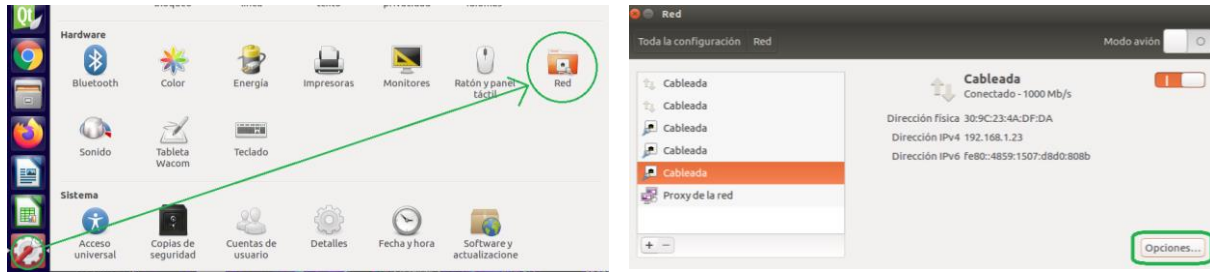 Qt
Hardware
Bluetooth
Color
Energía
Impresoras
Monitores
Ratón y panel
táctil
Red
Sonido
Tableta
Wacom
Teclado
Sistema
Acceso
universal
Copias de
seguridad
Cuentas de
usuario
Detalles
Fecha y hora
Software y
actualizacione
Red
Toda la configuración Red
Modo avión
Cableada
Cableada
Cableada
Cableada
Cableada
Proxy de la red
+ -
Cableada
Conectado - 1000 Mb/s
Dirección física 30:9C:23:4A:DF:DA
Dirección IPv4 192.168.1.23
Dirección IPv6 fe80::4859:1507:d8d0:808b
Opciones...